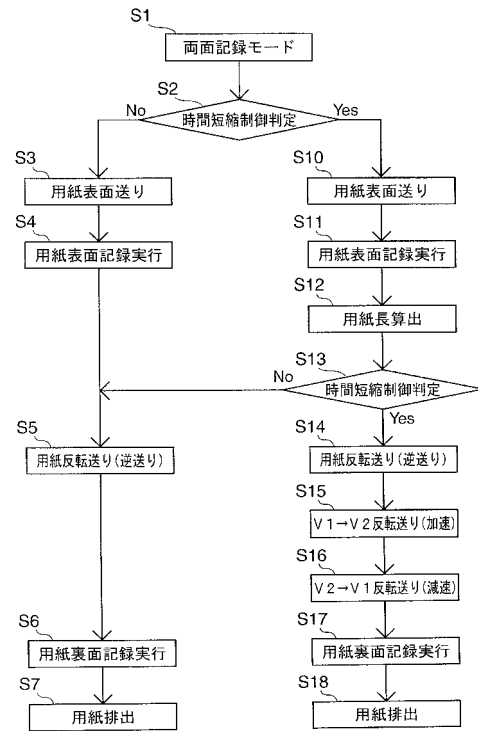 S1
両面記録モード
S2
No
時間短縮制御判定
Yes
S3
用紙表面送り
S4
用紙表面記録実行
S10
用紙表面送り
S11
用紙表面記録実行
S12
用紙長算出
S13
No
時間短縮制御判定
Yes
S5
用紙反転送り(逆送り)
S6
用紙裏面記録実行
S7
用紙排出
S14
用紙反転送り(逆送り)
S15
V1→V2反転送り(加速)
S16
V2→V1反転送り(減速)
S17
用紙裏面記録実行
S18
用紙排出